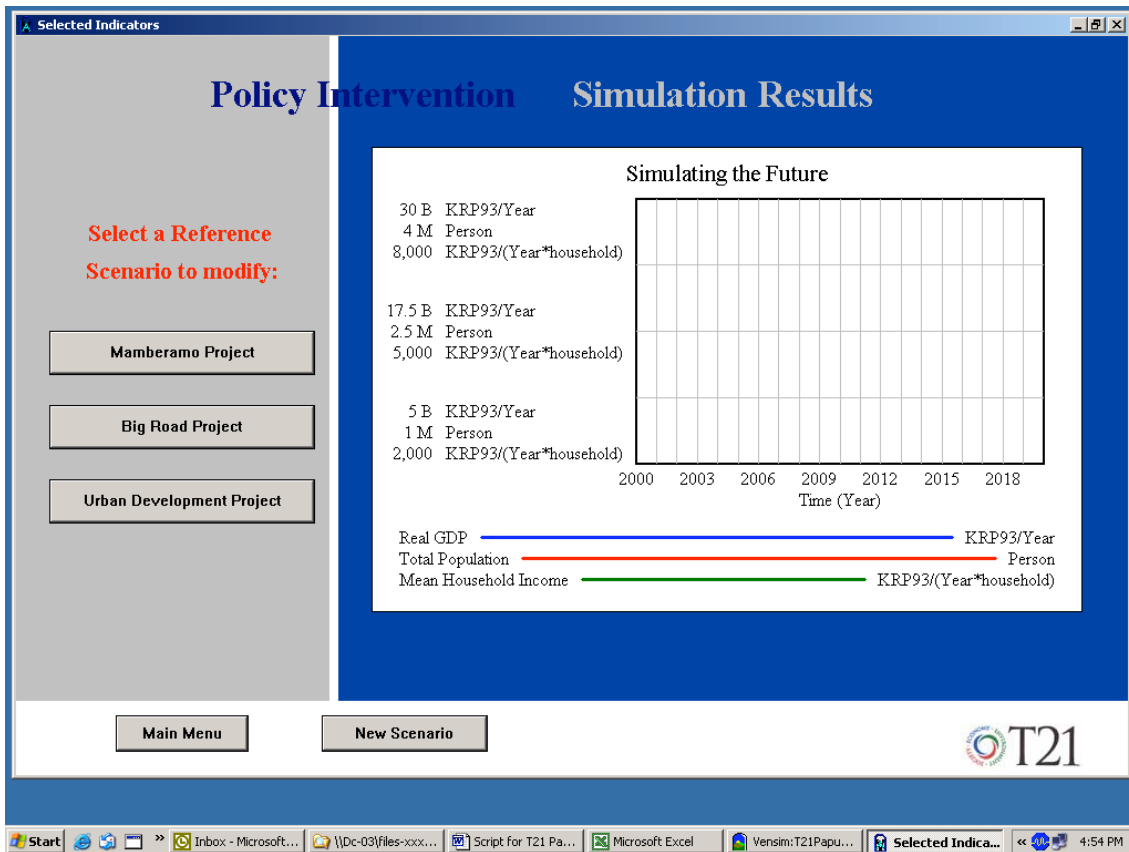 Selected Indicators
Policy Intervention Simulation Results
Select a Reference
Scenario to modify:
Mamberamo Project
Big Road Project
Urban Development Project
Simulating the Future
30 B KRP93/Year
4 M Person
8,000 KRP93/(Year*household)
17.5 B KRP93/Year
2.5 M Person
5,000 KRP93/(Year*household)
5 B KRP93/Year
1 M Person
2,000 KRP93/(Year*household)
2000 2003 2006 2009 2012 2015 2018
Time (Year)
Real GDP KRP93/Year
Total Population Person
Mean Household Income KRP93/(Year*household)
Main Menu
New Scenario
T21
Start » Inbox - Microsoft... \\Dc-03\files-xxx... Script for T21 Pa... Microsoft Excel Vensim:T21Papu... Selected Indica... « 4:54 PM